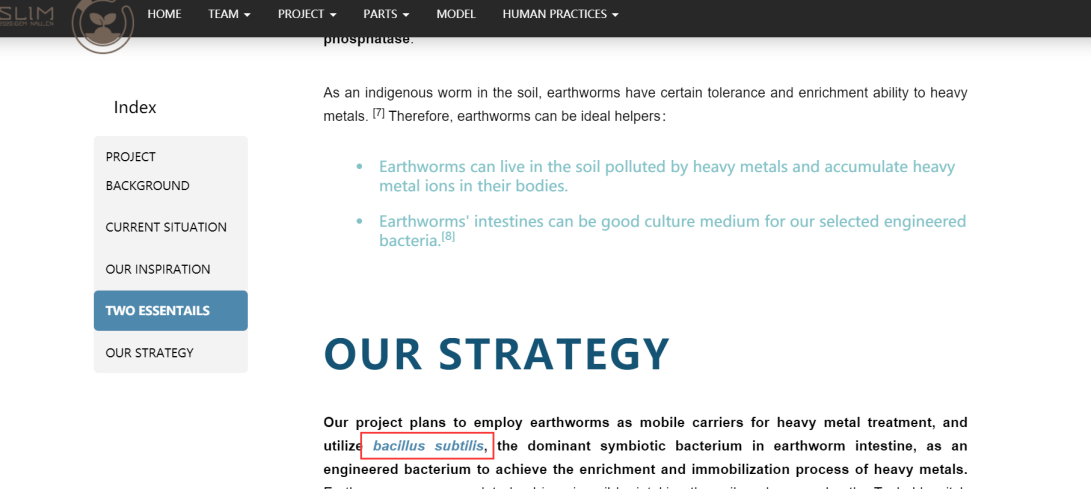 SLIM
HOME TEAM PROJECT PARTS MODEL HUMAN PRACTICES
phosphatase.
Index
PROJECT
BACKGROUND
CURRENT SITUATION
OUR INSPIRATION
TWO ESSENTAILS
OUR STRATEGY
As an indigenous worm in the soil, earthworms have certain tolerance and enrichment ability to heavy
metals. [7] Therefore, earthworms can be ideal helpers:
• Earthworms can live in the soil polluted by heavy metals and accumulate heavy
metal ions in their bodies.
• Earthworms' intestines can be good culture medium for our selected engineered
bacteria.[8]
OUR STRATEGY
Our project plans to employ earthworms as mobile carriers for heavy metal treatment, and
utilize bacillus subtilis, the dominant symbiotic bacterium in earthworm intestine, as an
engineered bacterium to achieve the enrichment and immobilization process of heavy metals.